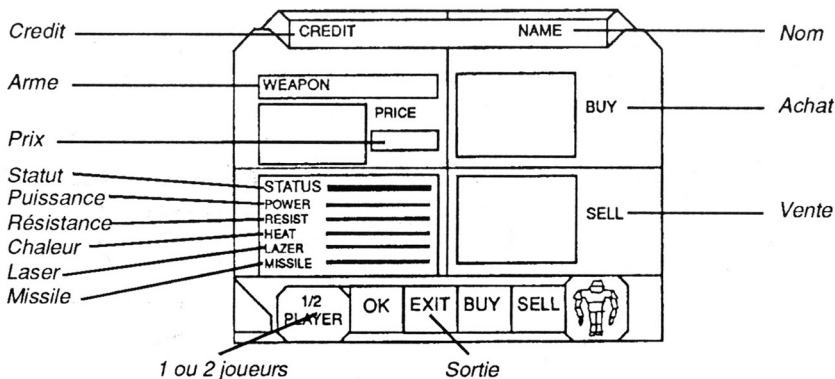 Credit
CREDIT
NAME
Nom
Arme
WEAPON
PRICE
BUY
Achat
Prix
Statut
STATUS
Puissance
POWER
Résistance
RESIST
Chaleur
HEAT
Laser
LAZER
Missile
MISSILE
SELL
Vente
1/2
PLAYER
OK
EXIT
BUY
SELL
1 ou 2 joueurs
Sortie